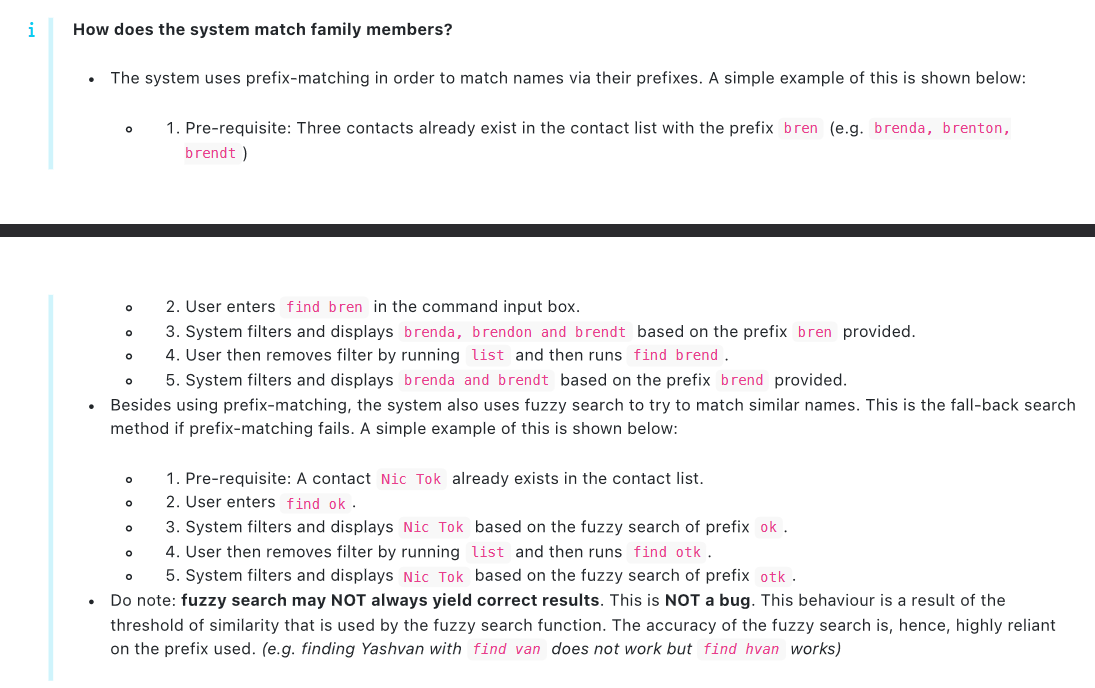 i How does the system match family members?
• The system uses prefix-matching in order to match names via their prefixes. A simple example of this is shown below:
1. Pre-requisite: Three contacts already exist in the contact list with the prefix bren (e.g. brenda, brenton,
brendt )
2. User enters find bren in the command input box.
3. System filters and displays brenda, brendon and brendt based on the prefix bren provided.
4. User then removes filter by running list and then runs find brend .
5. System filters and displays brenda and brendt based on the prefix brend provided.
• Besides using prefix-matching, the system also uses fuzzy search to try to match similar names. This is the fall-back search
method if prefix-matching fails. A simple example of this is shown below:
1. Pre-requisite: A contact Nic Tok already exists in the contact list.
2. User enters find ok .
3. System filters and displays Nic Tok based on the fuzzy search of prefix ok .
4. User then removes filter by running list and then runs find otk .
5. System filters and displays Nic Tok based on the fuzzy search of prefix otk .
• Do note: fuzzy search may NOT always yield correct results. This is NOT a bug. This behaviour is a result of the
threshold of similarity that is used by the fuzzy search function. The accuracy of the fuzzy search is, hence, highly reliant
on the prefix used. (e.g. finding Yashvan with find van does not work but find hvan works)